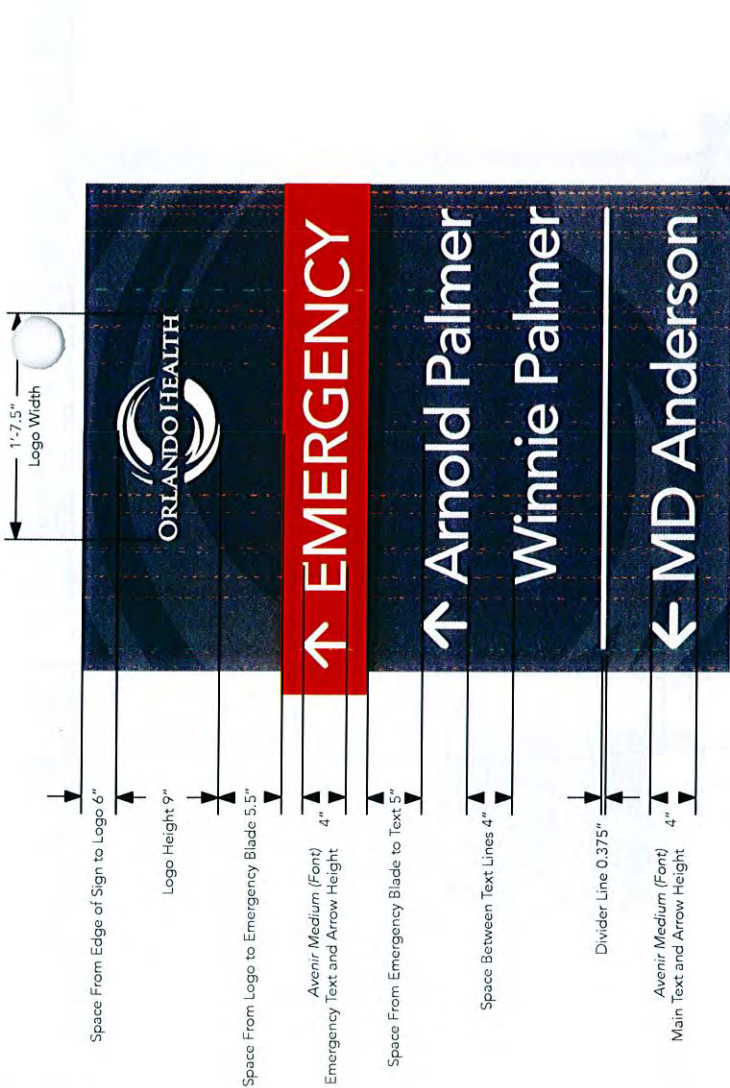 1'-7.5"
Logo Width
Space From Edge of Sign to Logo 6"
Logo Height 9"
Space From Logo to Emergency Blade 5.5"
Avenir Medium (Font)
Emergency Text and Arrow Height 4"
Space From Emergency Blade to Text 5"
Space Between Text Lines 4"
Divider Line 0.375"
Avenir Medium (Font)
Main Text and Arrow Height 4"
ORLANDO HEALTH
↑ EMERGENCY
↑ Arnold Palmer
Winnie Palmer
← MD Anderson